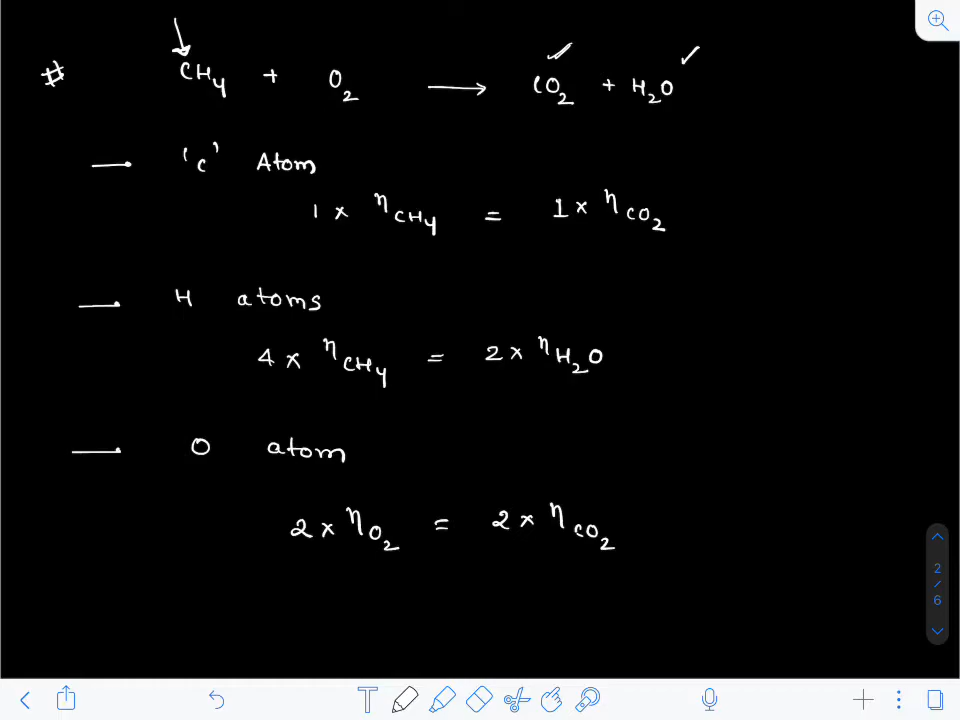 # CH4 + O2 → CO2 + H2O
— 'C' Atom
1 × ηCH4 = 1 × ηCO2
— H atoms
4 × ηCH4 = 2 × ηH2O
— O atom
2 × ηO2 = 2 × ηCO2
2
/
6
T